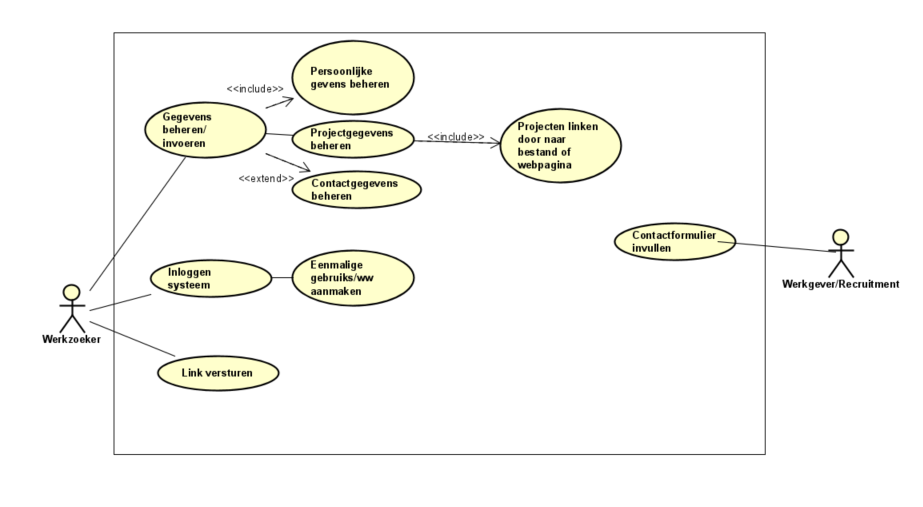 Persoonlijke
gevens beheren
<<include>>
Gegevens
beheren/
invoeren
Projectgegevens
beheren
<<include>>
Projecten linken
door naar
bestand of
webpagina
<<extend>>
Contactgegevens
beheren
Contactformulier
invullen
Werkgever/Recruitment
Inloggen
systeem
Eenmalige
gebruiks/ww
aanmaken
Werkzoeker
Link versturen